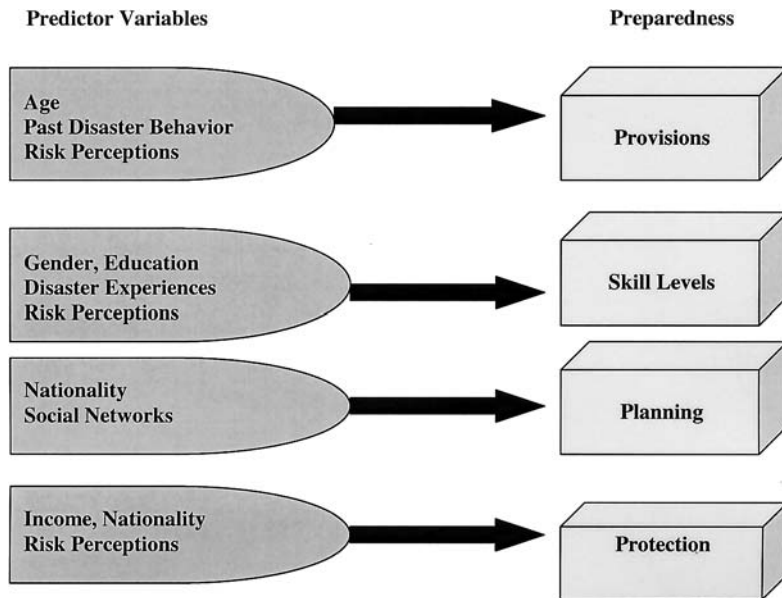 Predictor Variables
Preparedness
Age
Past Disaster Behavior
Risk Perceptions
Provisions
Gender, Education
Disaster Experiences
Risk Perceptions
Skill Levels
Nationality
Social Networks
Planning
Income, Nationality
Risk Perceptions
Protection